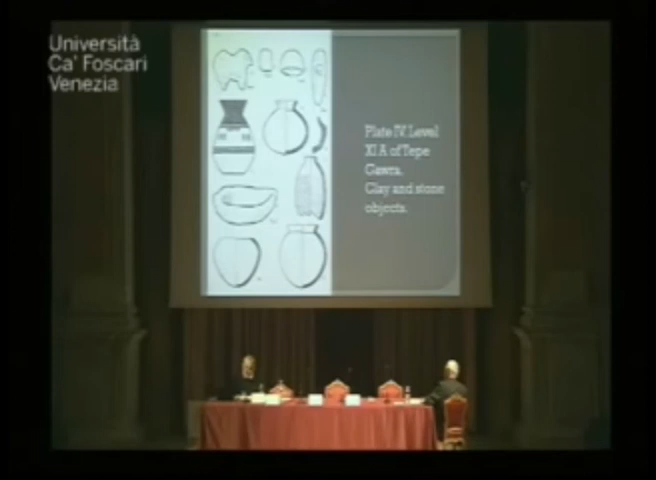 Università
Ca' Foscari
Venezia
Plate IV. Level
XI A of Tepe
Gawra.
Clay and stone
objects.